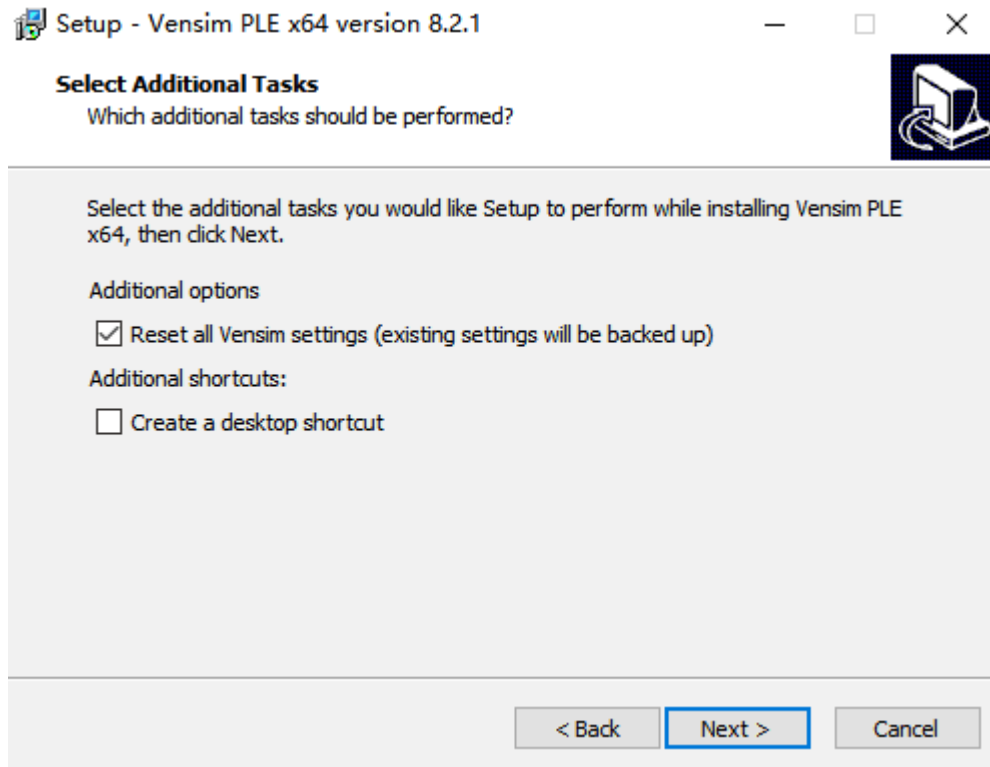 Setup - Vensim PLE x64 version 8.2.1
Select Additional Tasks
Which additional tasks should be performed?
Select the additional tasks you would like Setup to perform while installing Vensim PLE
x64, then click Next.
Additional options
Reset all Vensim settings (existing settings will be backed up)
Additional shortcuts:
Create a desktop shortcut
< Back
Next >
Cancel